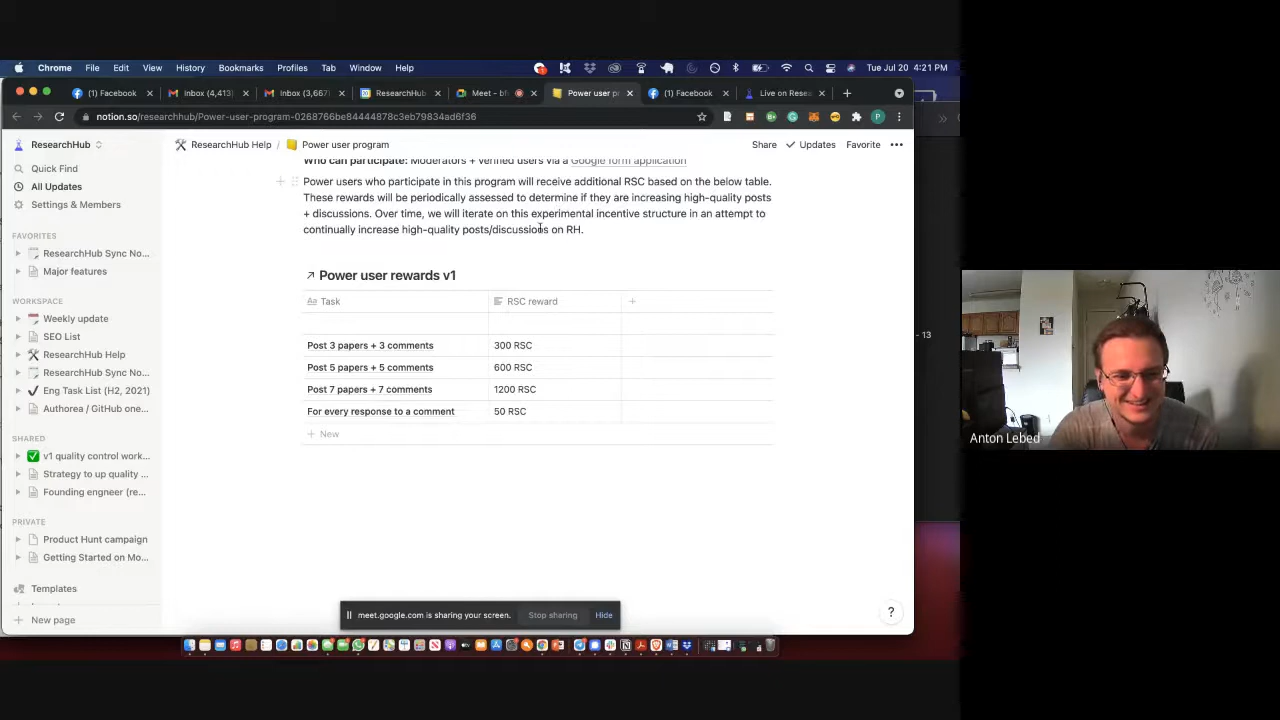 Chrome File Edit View History Bookmarks Profiles Tab Window Help Tue Jul 20 4:21 PM
(1) Facebook Inbox (4,413) Inbox (3,667) ResearchHub Meet - Power user p (1) Facebook Live on Resea
notion.so/researchhub/Power-user-program-0268766be84444878c3eb79834ad6f36
ResearchHub
ResearchHub Help / Power user program Share Updates Favorite
Quick Find
All Updates
Settings & Members
FAVORITES
ResearchHub Sync No...
Major features
WORKSPACE
Weekly update
SEO List
ResearchHub Help
ResearchHub Sync No...
Eng Task List (H2, 2021)
Authorea / GitHub one...
SHARED
v1 quality control work...
Strategy to up quality ...
Founding engneer (re...
PRIVATE
Product Hunt campaign
Getting Started on Mo...
Templates
New page
Who can participate: Moderators + verified users via a Google form application
Power users who participate in this program will receive additional RSC based on the below table.
These rewards will be periodically assessed to determine if they are increasing high-quality posts
+ discussions. Over time, we will iterate on this experimental incentive structure in an attempt to
continually increase high-quality posts/discussions on RH.
Power user rewards v1
Aa Task RSC reward
Post 3 papers + 3 comments 300 RSC
Post 5 papers + 5 comments 600 RSC
Post 7 papers + 7 comments 1200 RSC
For every response to a comment 50 RSC
New
meet.google.com is sharing your screen. Stop sharing Hide
?
- 13
Anton Lebed